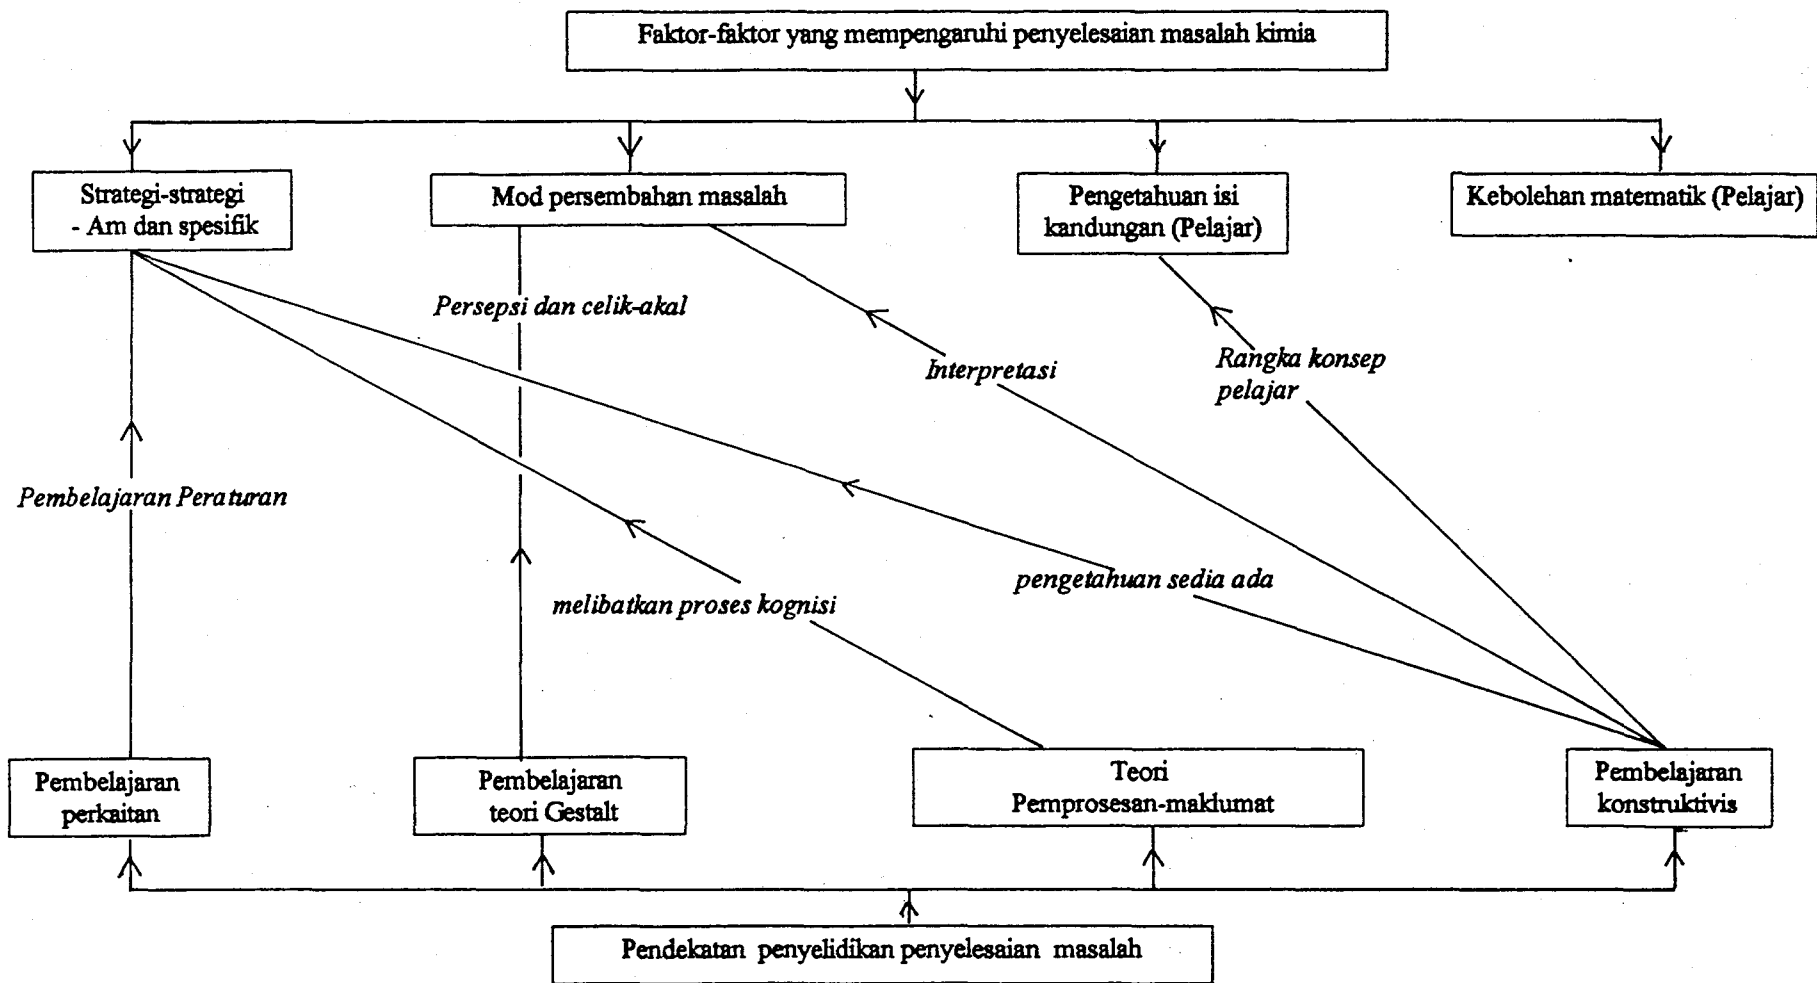 Faktor-faktor yang mempengaruhi penyelesaian masalah kimia
Strategi-strategi
- Am dan spesifik
Mod persembahan masalah
Pengetahuan isi
kandungan (Pelajar)
Kebolehan matematik (Pelajar)
Persepsi dan celik-akal
Interpretasi
Rangka konsep
pelajar
Pembelajaran Peraturan
melibatkan proses kognisi
pengetahuan sedia ada
Pembelajaran
perkaitan
Pembelajaran
teori Gestalt
Teori
Pemprosesan-maklumat
Pembelajaran
konstruktivis
Pendekatan penyelidikan penyelesaian masalah